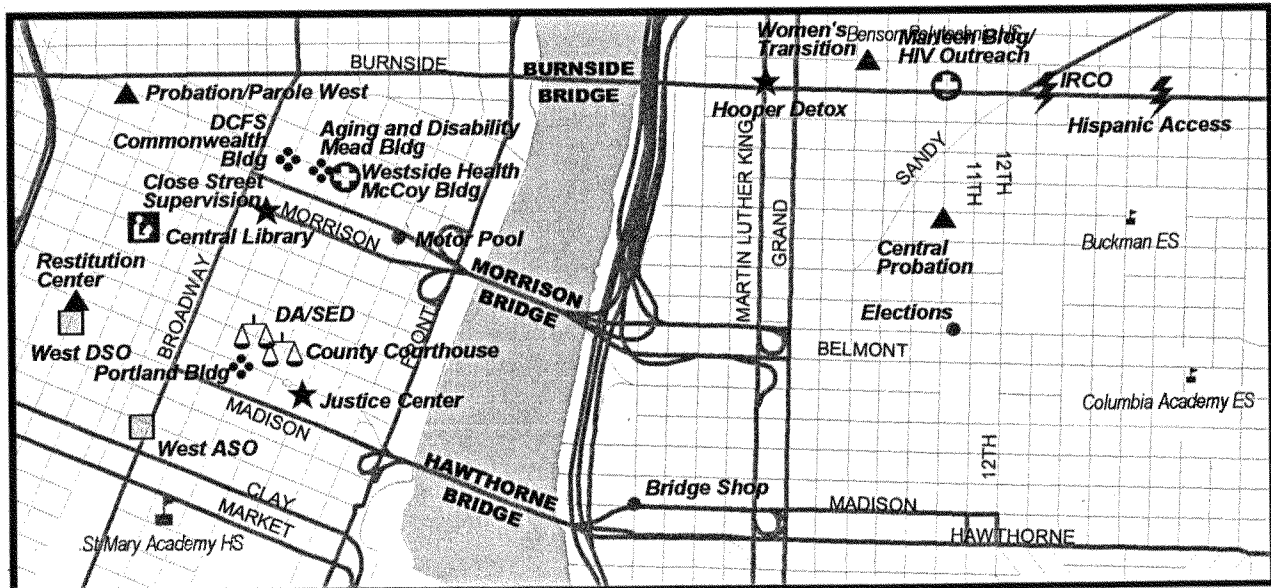 BURNSIDE
BURNSIDE
BRIDGE
Women's
Transition
Benson Polytechnic HS
Bldg/
HIV Outreach
IRCO
Hispanic Access
Hooper Detox
Probation/Parole West
DCFS
Commonwealth
Bldg
Aging and Disability
Mead Bldg
Westside Health
McCoy Bldg
Close Street
Supervision
MORRISON
Central Library
Motor Pool
MORRISON
BRIDGE
MARTIN LUTHER KING
GRAND
SANDY
11TH
12TH
Buckman ES
Central
Probation
Elections
BELMONT
Columbia Academy ES
Restitution
Center
West DSO
BROADWAY
DA/SED
County Courthouse
FRONT
Portland Bldg
Justice Center
MADISON
West ASO
CLAY
MARKET
St Mary Academy HS
HAWTHORNE
BRIDGE
Bridge Shop
MADISON
12TH
HAWTHORNE